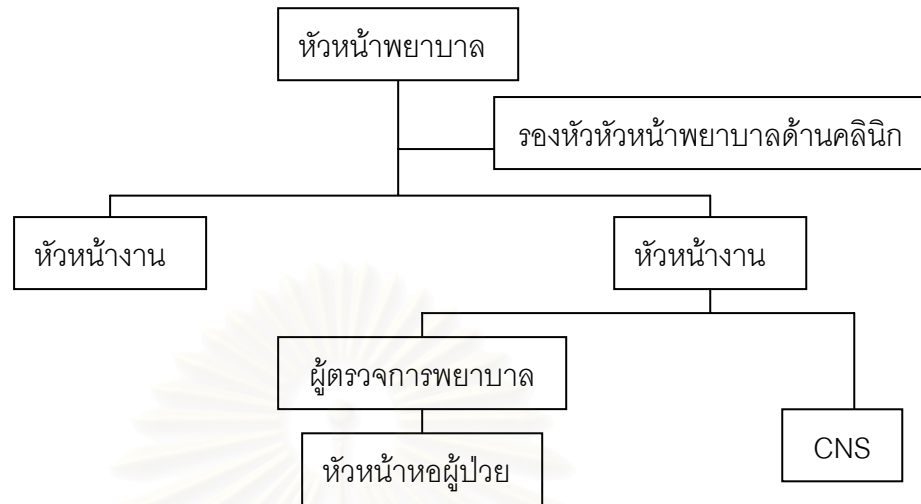 หัวหน้าพยาบาล
รองหัวหัวหน้าพยาบาลด้านคลินิก
หัวหน้างาน
หัวหน้างาน
ผู้ตรวจการพยาบาล
CNS
หัวหน้าหอผู้ป่วย